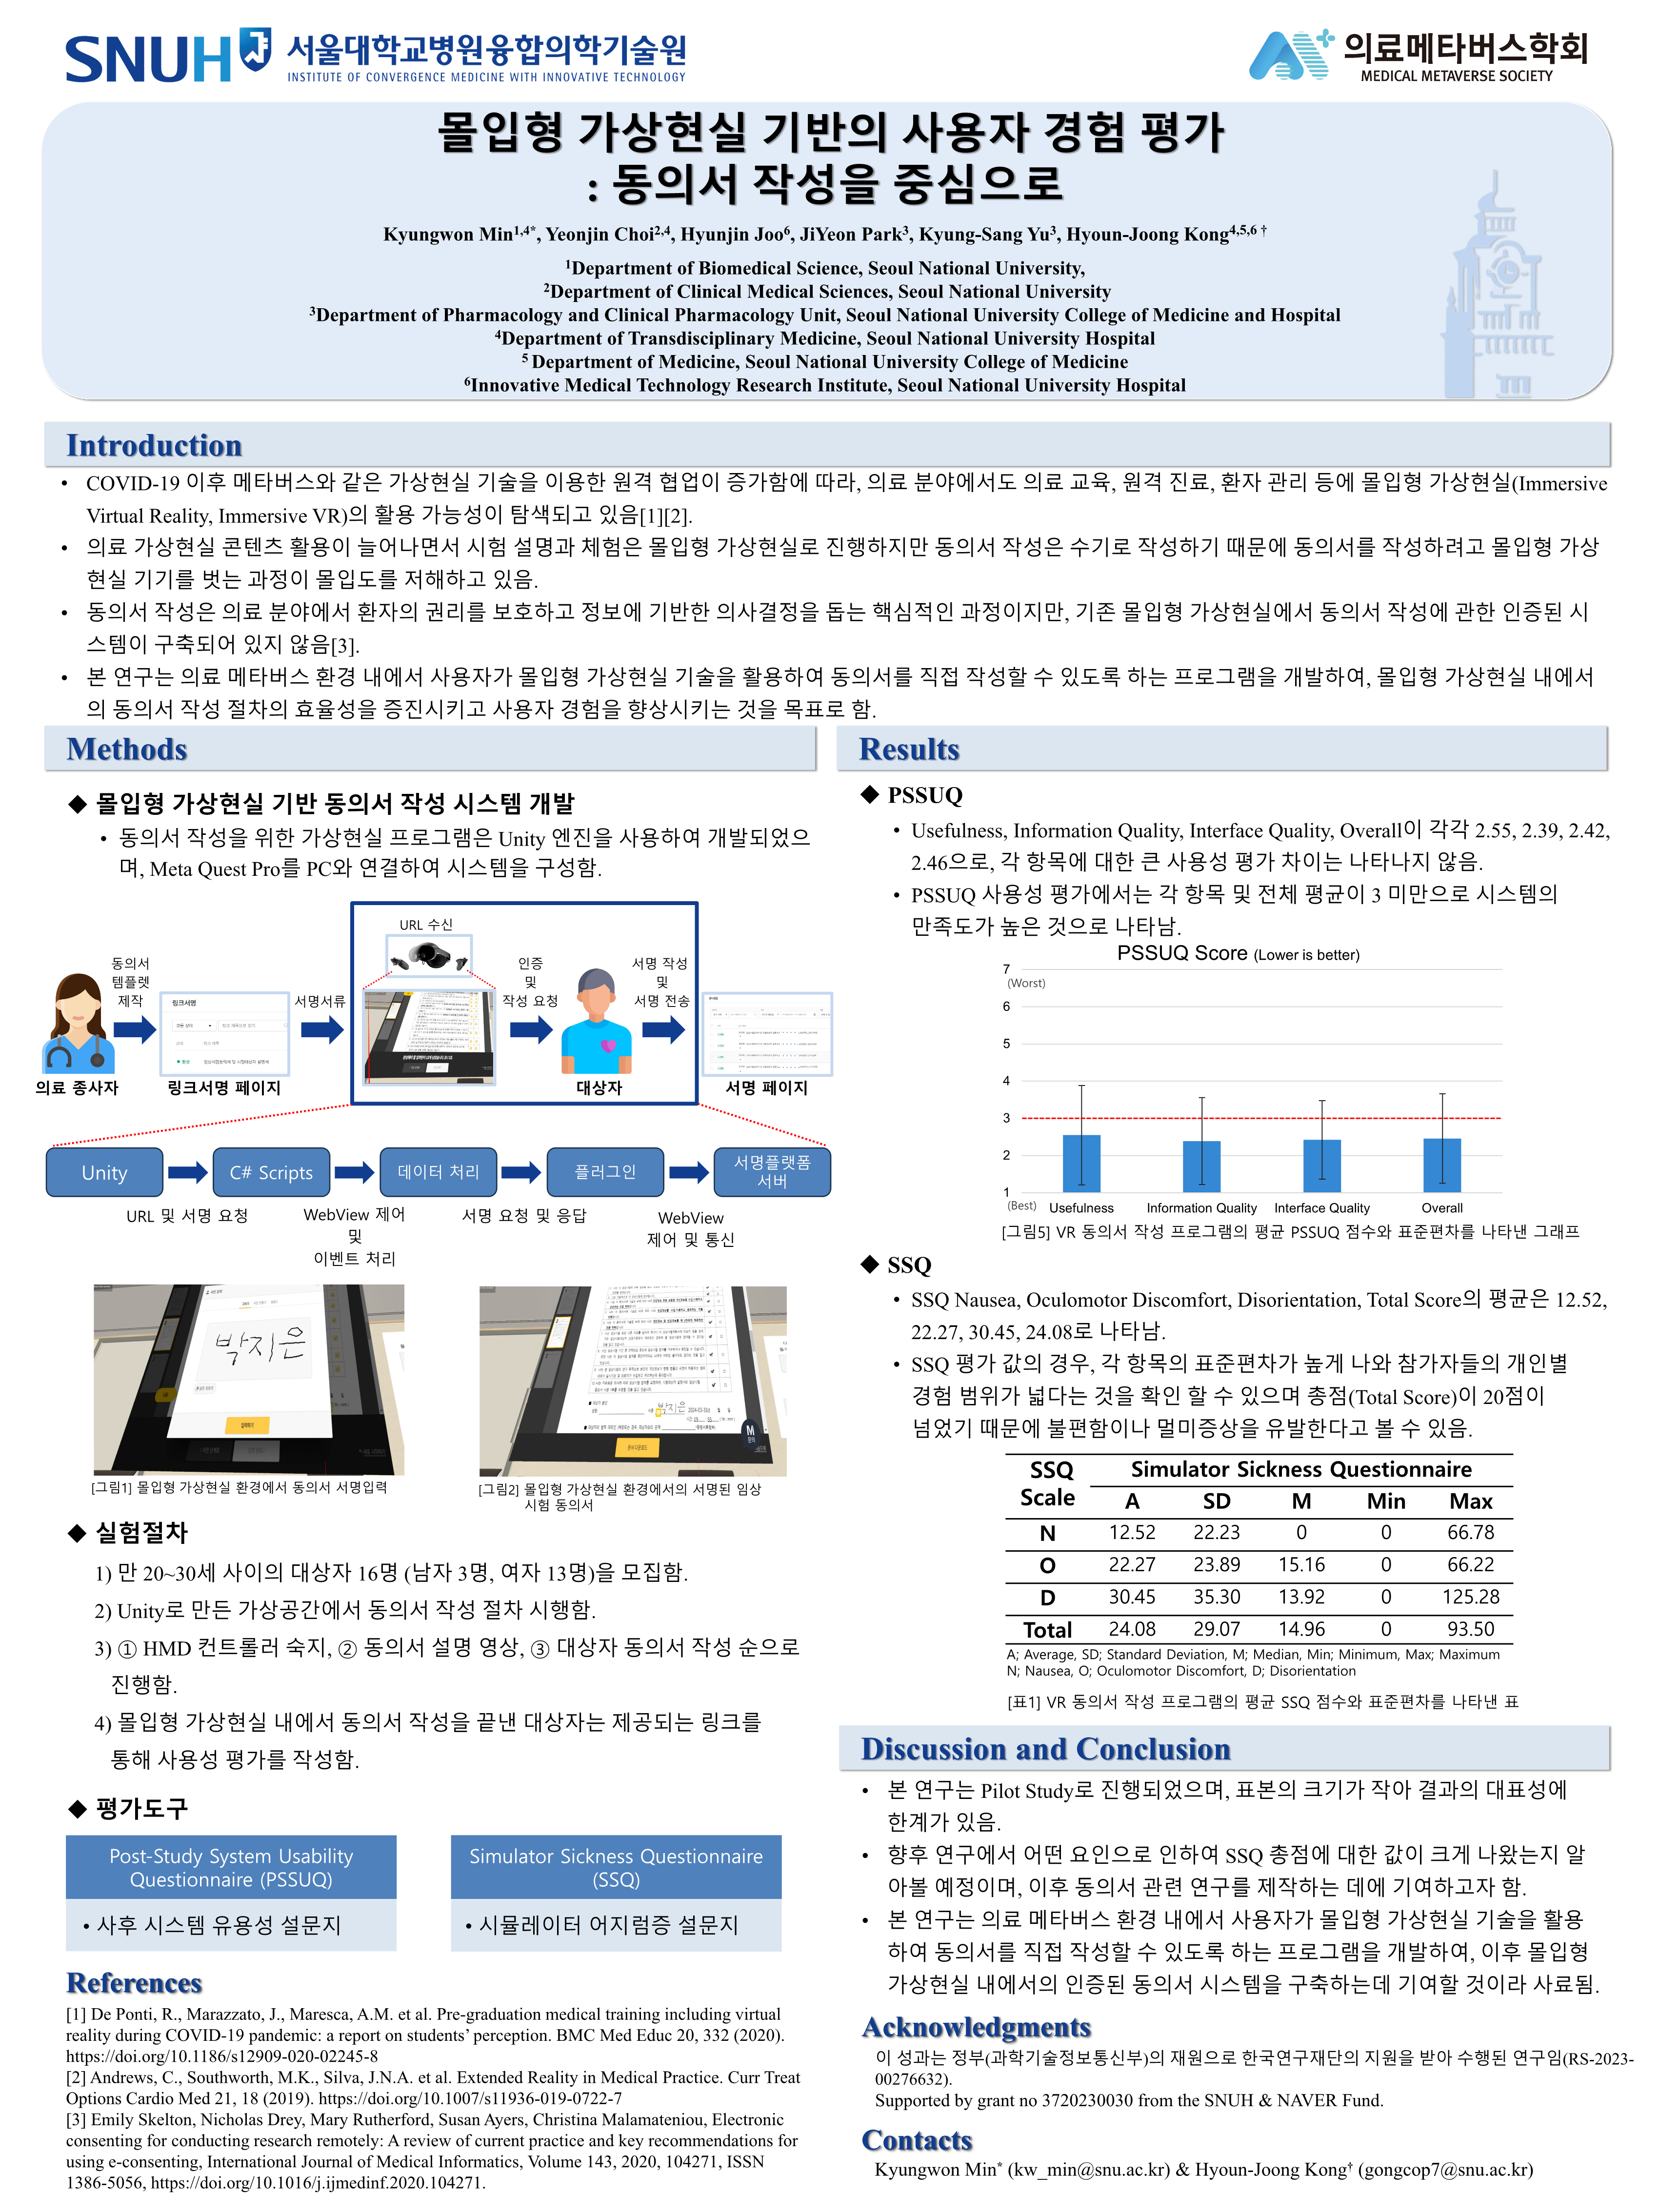 SNUH 서울대학교병원융합의학기술원
INSTITUTE OF CONVERGENCE MEDICINE WITH INNOVATIVE TECHNOLOGY
의료메타버스학회
MEDICAL METAVERSE SOCIETY
몰입형 가상현실 기반의 사용자 경험 평가
: 동의서 작성을 중심으로
Kyungwon Min1,4*, Yeonjin Choi2,4, Hyunjin Joo6, JiYeon Park3, Kyung-Sang Yu3, Hyoun-Joong Kong4,5,6 †
1Department of Biomedical Science, Seoul National University,
2Department of Clinical Medical Sciences, Seoul National University
3Department of Pharmacology and Clinical Pharmacology Unit, Seoul National University College of Medicine and Hospital
4Department of Transdisciplinary Medicine, Seoul National University Hospital
5 Department of Medicine, Seoul National University College of Medicine
6Innovative Medical Technology Research Institute, Seoul National University Hospital
Introduction
• COVID-19 이후 메타버스와 같은 가상현실 기술을 이용한 원격 협업이 증가함에 따라, 의료 분야에서도 의료 교육, 원격 진료, 환자 관리 등에 몰입형 가상현실(Immersive
Virtual Reality, Immersive VR)의 활용 가능성이 탐색되고 있음[1][2].
• 의료 가상현실 콘텐츠 활용이 늘어나면서 시험 설명과 체험은 몰입형 가상현실로 진행하지만 동의서 작성은 수기로 작성하기 때문에 동의서를 작성하려고 몰입형 가상
현실 기기를 벗는 과정이 몰입도를 저해하고 있음.
• 동의서 작성은 의료 분야에서 환자의 권리를 보호하고 정보에 기반한 의사결정을 돕는 핵심적인 과정이지만, 기존 몰입형 가상현실에서 동의서 작성에 관한 인증된 시
스템이 구축되어 있지 않음[3].
• 본 연구는 의료 메타버스 환경 내에서 사용자가 몰입형 가상현실 기술을 활용하여 동의서를 직접 작성할 수 있도록 하는 프로그램을 개발하여, 몰입형 가상현실 내에서
의 동의서 작성 절차의 효율성을 증진시키고 사용자 경험을 향상시키는 것을 목표로 함.
Methods
◆ 몰입형 가상현실 기반 동의서 작성 시스템 개발
• 동의서 작성을 위한 가상현실 프로그램은 Unity 엔진을 사용하여 개발되었으
며, Meta Quest Pro를 PC와 연결하여 시스템을 구성함.
URL 수신
동의서
템플렛
제작
서명서류
인증
및
작성 요청
서명 작성
및
서명 전송
링크서명
의료 종사자
링크서명 페이지
대상자
서명 페이지
Unity
C# Scripts
데이터 처리
플러그인
서명플랫폼
서버
URL 및 서명 요청
WebView 제어
및
이벤트 처리
서명 요청 및 응답
WebView
제어 및 통신
박지은
박지은
M
문의
[그림1] 몰입형 가상현실 환경에서 동의서 서명입력
[그림2] 몰입형 가상현실 환경에서의 서명된 임상
시험 동의서
◆ 실험절차
1) 만 20~30세 사이의 대상자 16명 (남자 3명, 여자 13명)을 모집함.
2) Unity로 만든 가상공간에서 동의서 작성 절차 시행함.
3) ① HMD 컨트롤러 숙지, ② 동의서 설명 영상, ③ 대상자 동의서 작성 순으로
진행함.
4) 몰입형 가상현실 내에서 동의서 작성을 끝낸 대상자는 제공되는 링크를
통해 사용성 평가를 작성함.
◆ 평가도구
Post-Study System Usability
Questionnaire (PSSUQ)
• 사후 시스템 유용성 설문지
Simulator Sickness Questionnaire
(SSQ)
• 시뮬레이터 어지럼증 설문지
References
[1] De Ponti, R., Marazzato, J., Maresca, A.M. et al. Pre-graduation medical training including virtual
reality during COVID-19 pandemic: a report on students’ perception. BMC Med Educ 20, 332 (2020).
https://doi.org/10.1186/s12909-020-02245-8
[2] Andrews, C., Southworth, M.K., Silva, J.N.A. et al. Extended Reality in Medical Practice. Curr Treat
Options Cardio Med 21, 18 (2019). https://doi.org/10.1007/s11936-019-0722-7
[3] Emily Skelton, Nicholas Drey, Mary Rutherford, Susan Ayers, Christina Malamateniou, Electronic
consenting for conducting research remotely: A review of current practice and key recommendations for
using e-consenting, International Journal of Medical Informatics, Volume 143, 2020, 104271, ISSN
1386-5056, https://doi.org/10.1016/j.ijmedinf.2020.104271.
Results
◆ PSSUQ
• Usefulness, Information Quality, Interface Quality, Overall이 각각 2.55, 2.39, 2.42,
2.46으로, 각 항목에 대한 큰 사용성 평가 차이는 나타나지 않음.
• PSSUQ 사용성 평가에서는 각 항목 및 전체 평균이 3 미만으로 시스템의
만족도가 높은 것으로 나타남.
PSSUQ Score (Lower is better)
7
(Worst)
6
5
4
3
2
1
(Best)
Usefulness
Information Quality
Interface Quality
Overall
[그림5] VR 동의서 작성 프로그램의 평균 PSSUQ 점수와 표준편차를 나타낸 그래프
◆ SSQ
• SSQ Nausea, Oculomotor Discomfort, Disorientation, Total Score의 평균은 12.52,
22.27, 30.45, 24.08로 나타남.
• SSQ 평가 값의 경우, 각 항목의 표준편차가 높게 나와 참가자들의 개인별
경험 범위가 넓다는 것을 확인 할 수 있으며 총점(Total Score)이 20점이
넘었기 때문에 불편함이나 멀미증상을 유발한다고 볼 수 있음.
SSQ Scale Simulator Sickness Questionnaire
A SD M Min Max
N 12.52 22.23 0 0 66.78
O 22.27 23.89 15.16 0 66.22
D 30.45 35.30 13.92 0 125.28
Total 24.08 29.07 14.96 0 93.50
A; Average, SD; Standard Deviation, M; Median, Min; Minimum, Max; Maximum
N; Nausea, O; Oculomotor Discomfort, D; Disorientation
[표1] VR 동의서 작성 프로그램의 평균 SSQ 점수와 표준편차를 나타낸 표
Discussion and Conclusion
• 본 연구는 Pilot Study로 진행되었으며, 표본의 크기가 작아 결과의 대표성에
한계가 있음.
• 향후 연구에서 어떤 요인으로 인하여 SSQ 총점에 대한 값이 크게 나왔는지 알
아볼 예정이며, 이후 동의서 관련 연구를 제작하는 데에 기여하고자 함.
• 본 연구는 의료 메타버스 환경 내에서 사용자가 몰입형 가상현실 기술을 활용
하여 동의서를 직접 작성할 수 있도록 하는 프로그램을 개발하여, 이후 몰입형
가상현실 내에서의 인증된 동의서 시스템을 구축하는데 기여할 것이라 사료됨.
Acknowledgments
이 성과는 정부(과학기술정보통신부)의 재원으로 한국연구재단의 지원을 받아 수행된 연구임(RS-2023-
00276632).
Supported by grant no 3720230030 from the SNUH & NAVER Fund.
Contacts
Kyungwon Min* (kw_min@snu.ac.kr) & Hyoun-Joong Kong† (gongcop7@snu.ac.kr)